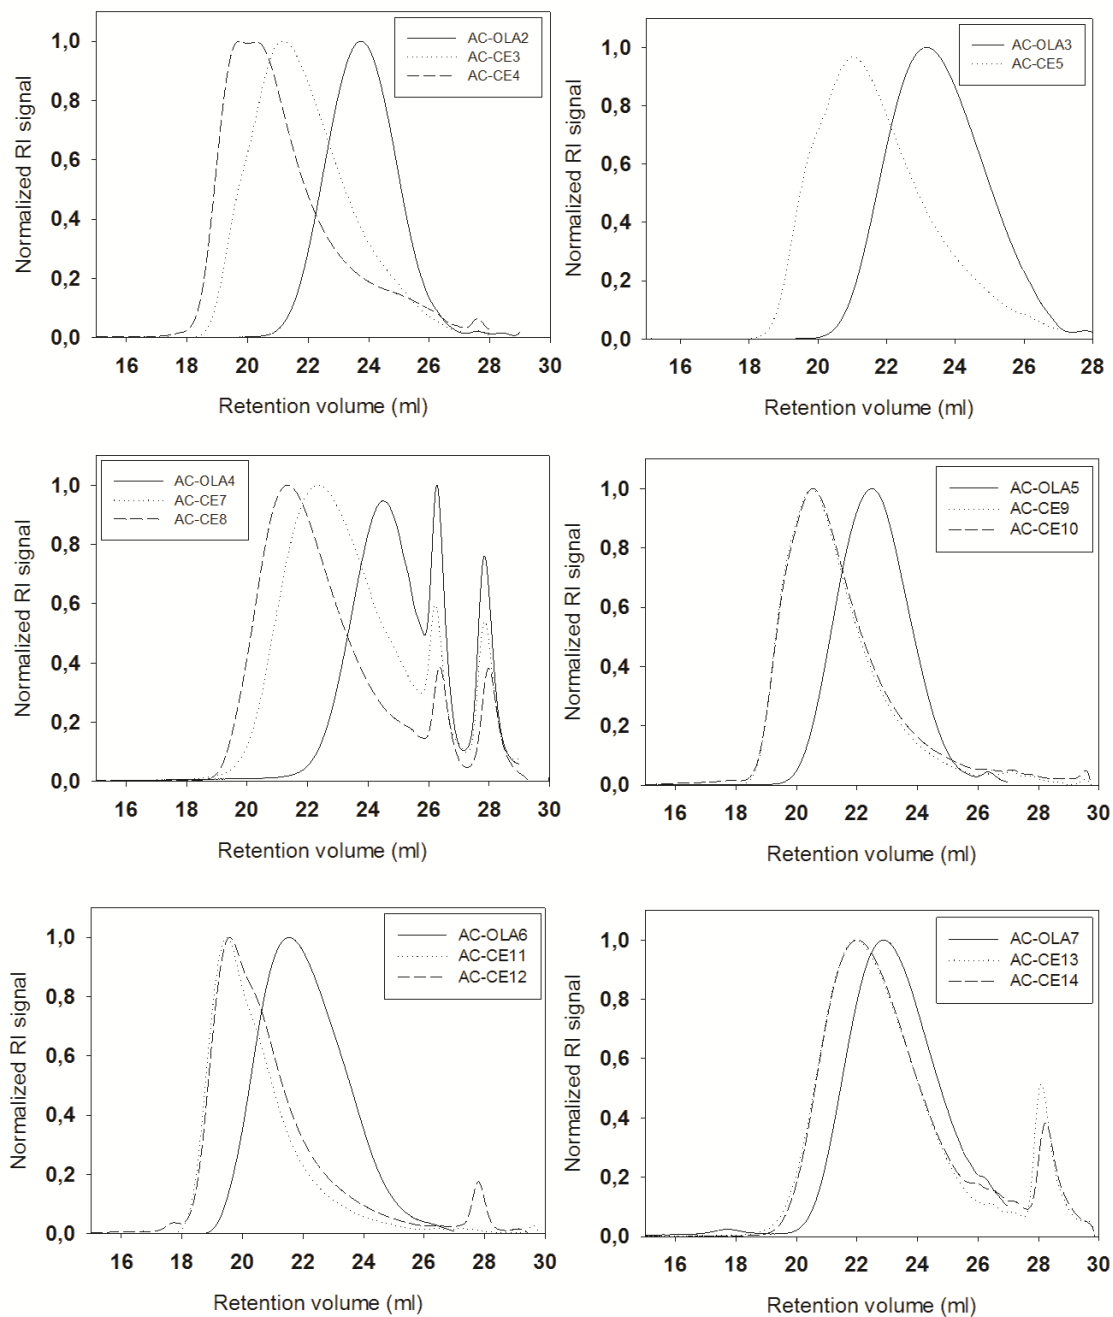 Normalized RI signal
1,0
0,8
0,6
0,4
0,2
0,0
AC-OLA2
AC-CE3
AC-CE4
16 18 20 22 24 26 28 30
Retention volume (ml)
Normalized RI signal
1,0
0,8
0,6
0,4
0,2
0,0
AC-OLA3
AC-CE5
16 18 20 22 24 26 28
Retention volume (ml)
Normalized RI signal
1,0
0,8
0,6
0,4
0,2
0,0
AC-OLA4
AC-CE7
AC-CE8
16 18 20 22 24 26 28 30
Retention volume (ml)
Normalized RI signal
1,0
0,8
0,6
0,4
0,2
0,0
AC-OLA5
AC-CE9
AC-CE10
16 18 20 22 24 26 28 30
Retention volume (ml)
Normalized RI signal
1,0
0,8
0,6
0,4
0,2
0,0
AC-OLA6
AC-CE11
AC-CE12
16 18 20 22 24 26 28 30
Retention volume (ml)
Normalized RI signal
1,0
0,8
0,6
0,4
0,2
0,0
AC-OLA7
AC-CE13
AC-CE14
16 18 20 22 24 26 28 30
Retention volume (ml)